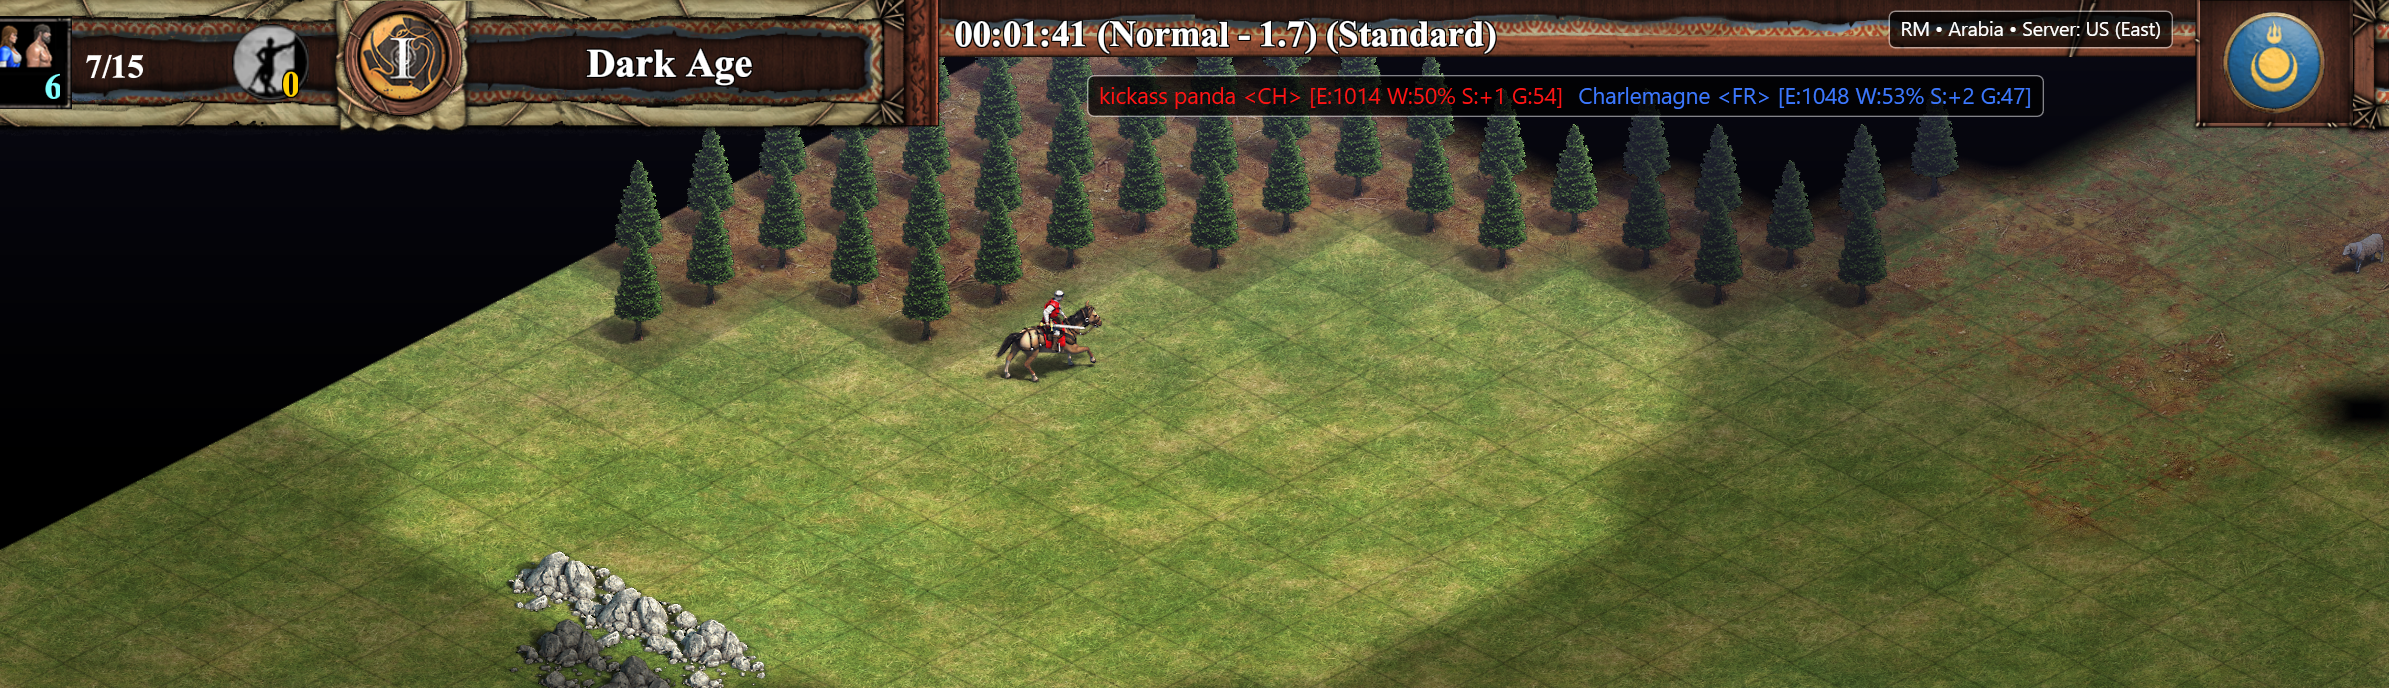 00:01:41 (Normal - 1.7) (Standard)
RM • Arabia • Server: US (East)
7/15
I
Dark Age
6
0
kickass panda <CH> [E:1014 W:50% S:+1 G:54] Charlemagne <FR> [E:1048 W:53% S:+2 G:47]